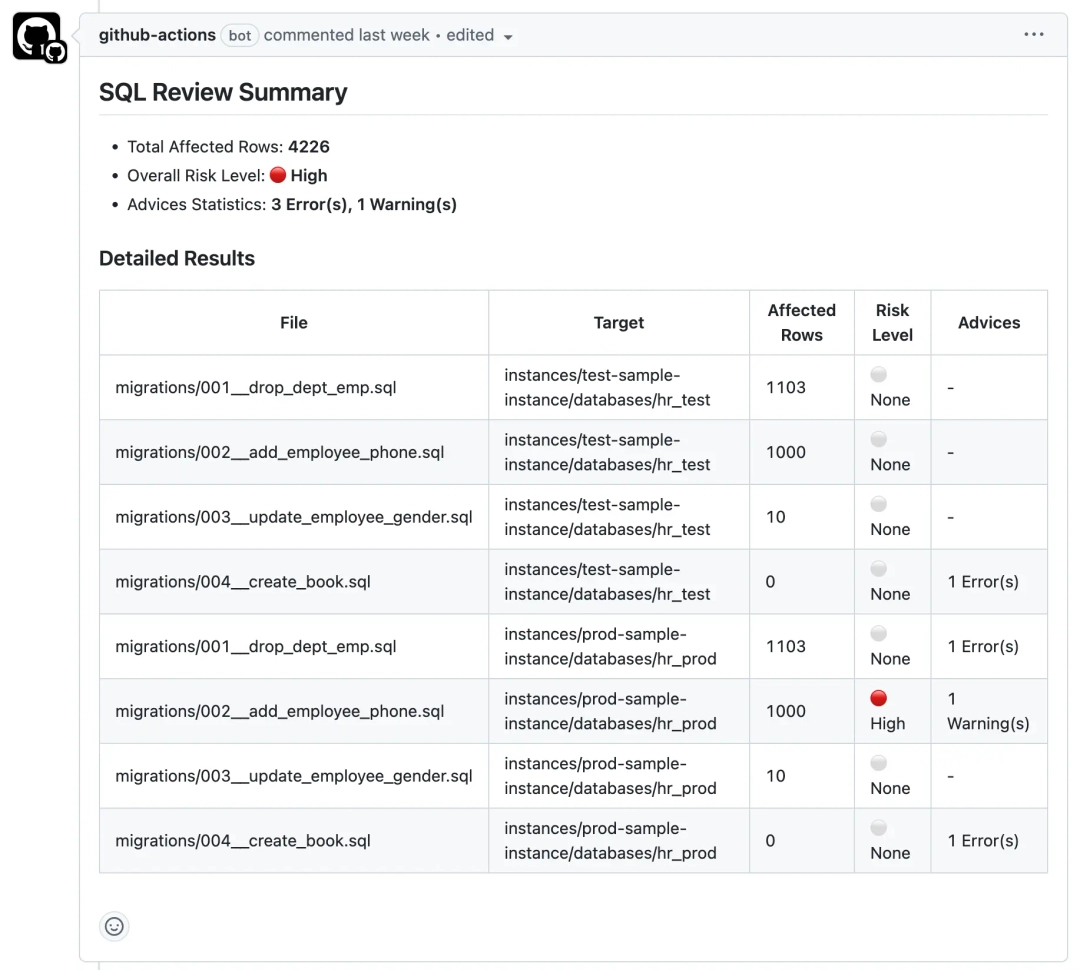 github-actions bot commented last week • edited
SQL Review Summary
• Total Affected Rows: 4226
• Overall Risk Level: 🔴 High
• Advices Statistics: 3 Error(s), 1 Warning(s)
Detailed Results
File Target Affected Rows Risk Level Advices
migrations/001__drop_dept_emp.sql instances/test-sample-instance/databases/hr_test 1103 None -
migrations/002__add_employee_phone.sql instances/test-sample-instance/databases/hr_test 1000 None -
migrations/003__update_employee_gender.sql instances/test-sample-instance/databases/hr_test 10 None -
migrations/004__create_book.sql instances/test-sample-instance/databases/hr_test 0 None 1 Error(s)
migrations/001__drop_dept_emp.sql instances/prod-sample-instance/databases/hr_prod 1103 None 1 Error(s)
migrations/002__add_employee_phone.sql instances/prod-sample-instance/databases/hr_prod 1000 High 1 Warning(s)
migrations/003__update_employee_gender.sql instances/prod-sample-instance/databases/hr_prod 10 None -
migrations/004__create_book.sql instances/prod-sample-instance/databases/hr_prod 0 None 1 Error(s)